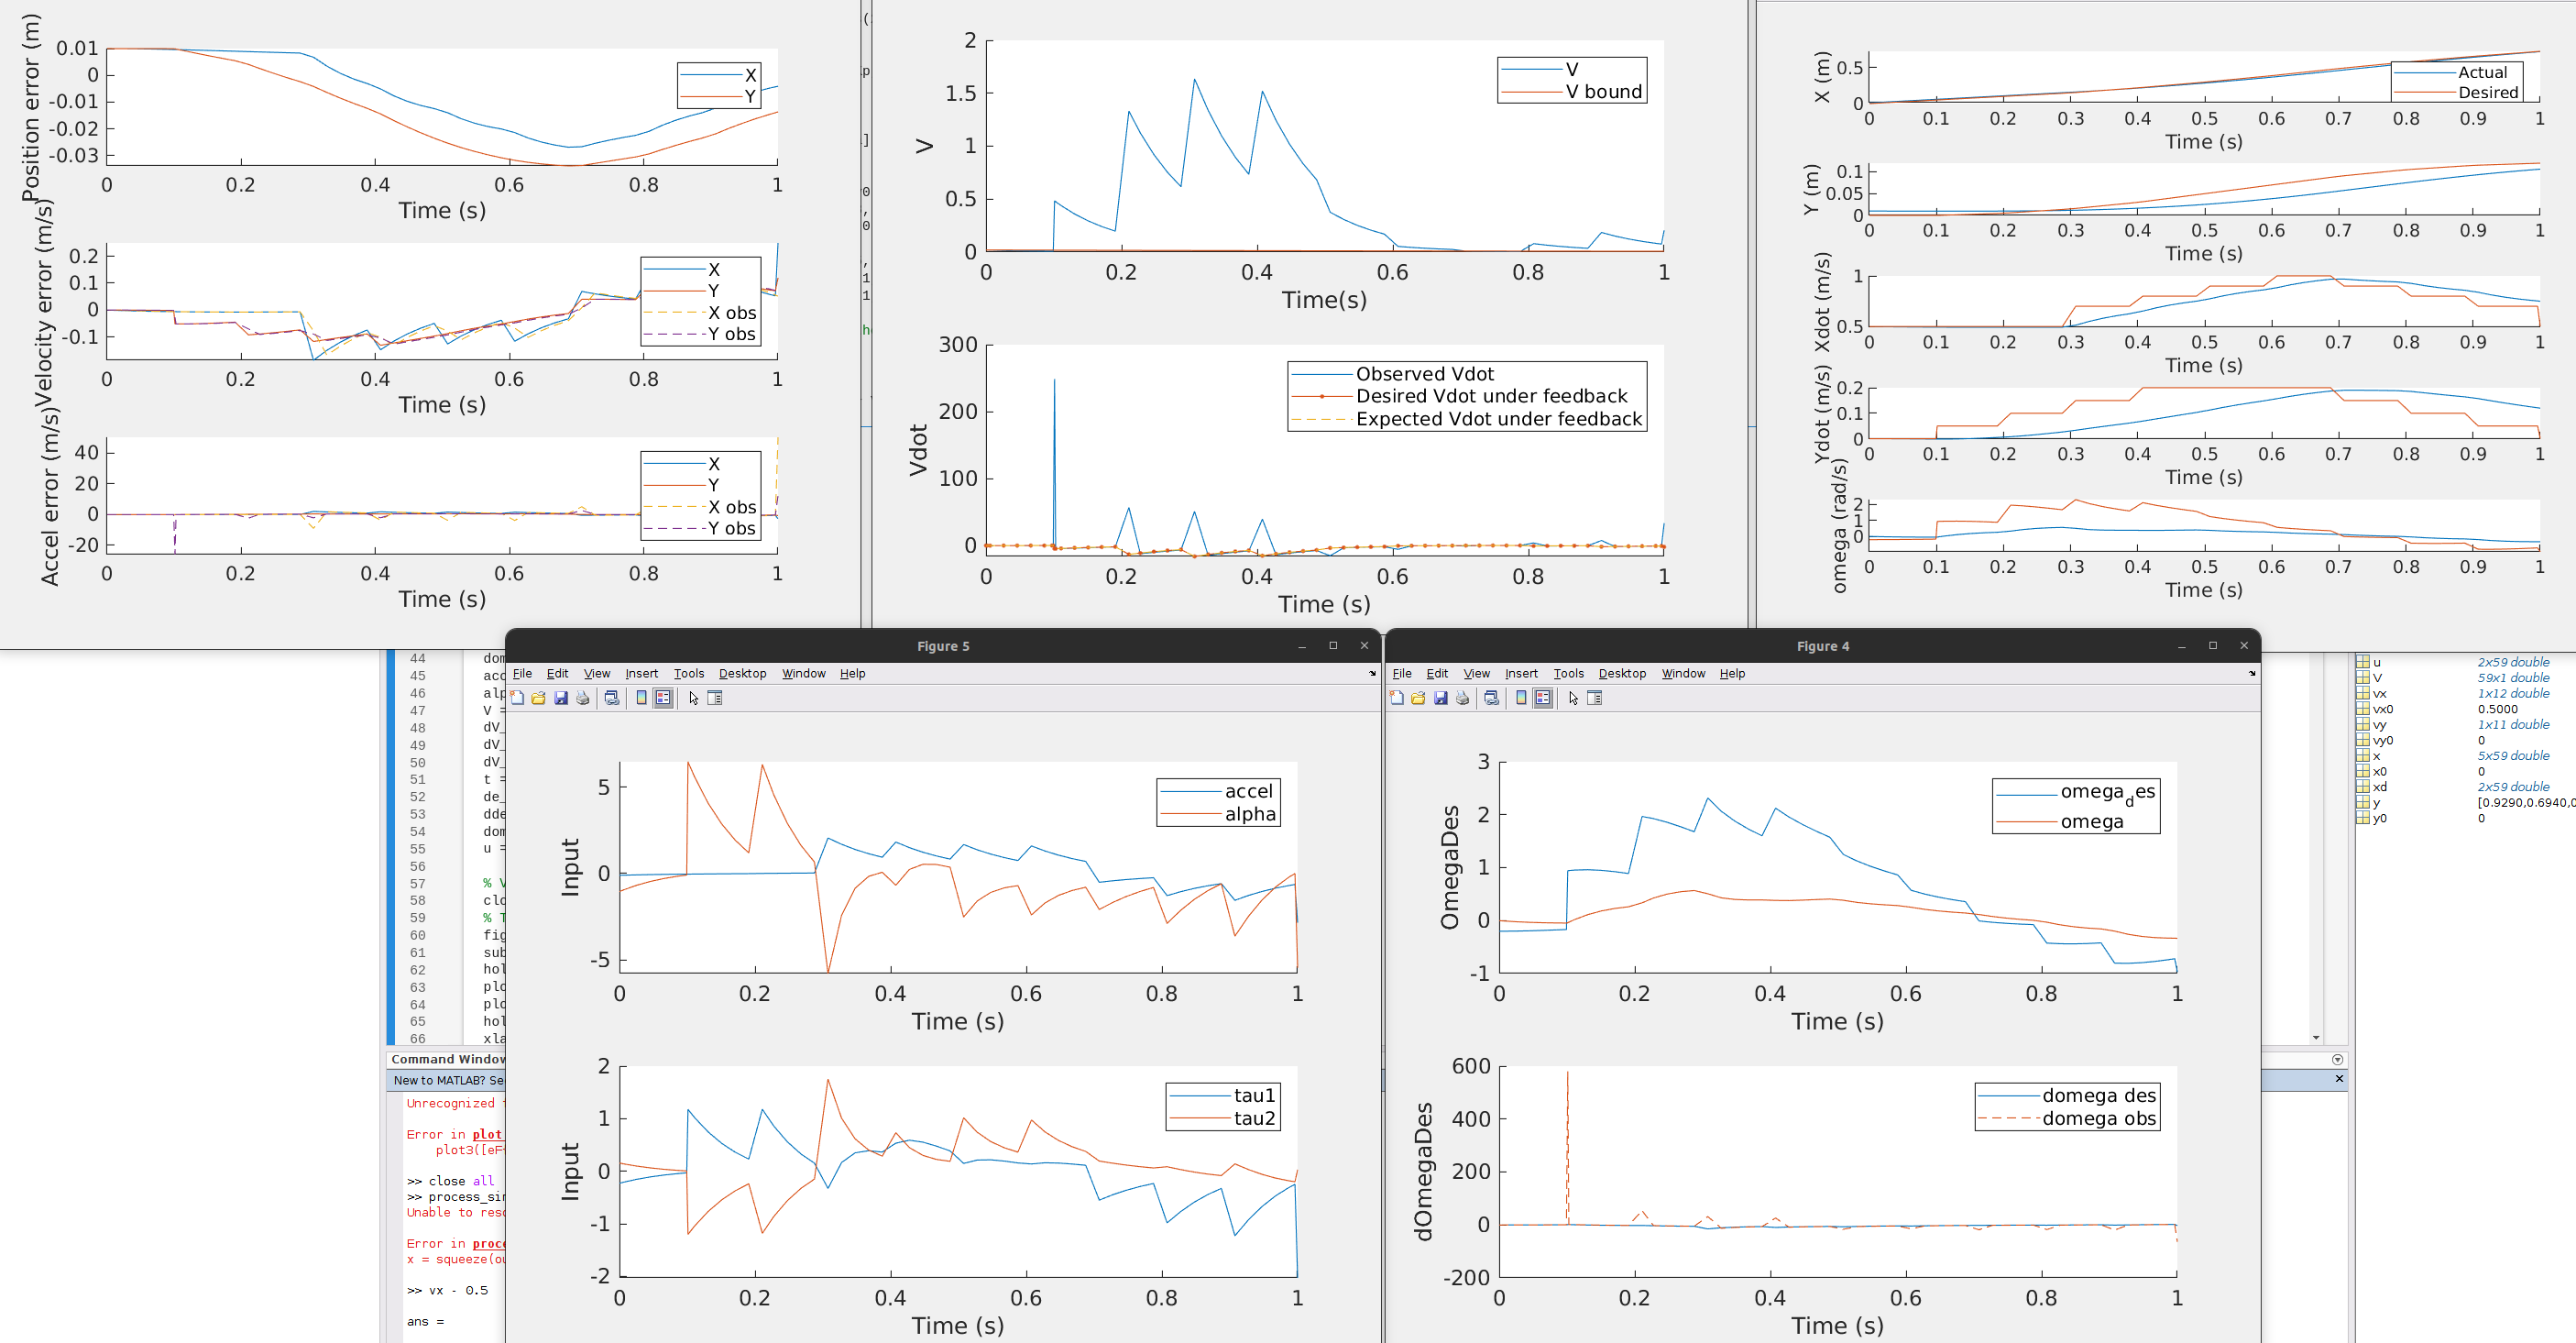 Position error (m)
0.01
0
-0.01
-0.02
-0.03
X
Y
0 0.2 0.4 0.6 0.8 1
Time (s)
Velocity error (m/s)
0.2
0.1
0
-0.1
X
Y
X obs
Y obs
0 0.2 0.4 0.6 0.8 1
Time (s)
Accel error (m/s)
40
20
0
-20
X
Y
X obs
Y obs
0 0.2 0.4 0.6 0.8 1
Time (s)
V
2
1.5
1
0.5
0
V
V bound
0 0.2 0.4 0.6 0.8 1
Time(s)
Vdot
300
200
100
0
Observed Vdot
Desired Vdot under feedback
Expected Vdot under feedback
0 0.2 0.4 0.6 0.8 1
Time (s)
X (m)
0.5
0
Actual
Desired
0 0.1 0.2 0.3 0.4 0.5 0.6 0.7 0.8 0.9 1
Time (s)
Y (m)
0.1
0.05
0
0 0.1 0.2 0.3 0.4 0.5 0.6 0.7 0.8 0.9 1
Time (s)
Xdot (m/s)
1
0.5
0 0.1 0.2 0.3 0.4 0.5 0.6 0.7 0.8 0.9 1
Time (s)
Ydot (m/s)
0.2
0.1
0
0 0.1 0.2 0.3 0.4 0.5 0.6 0.7 0.8 0.9 1
Time (s)
omega (rad/s)
2
1
0
0 0.1 0.2 0.3 0.4 0.5 0.6 0.7 0.8 0.9 1
Time (s)
44 dom
45 acc
46 alp
47 V =
48 dV_
49 dV_
50 dV_
51 t =
52 de_
53 dde
54 dom
55 u =
56
57 % V
58 clo
59 % T
60 fig
61 sub
62 hol
63 plo
64 plo
65 hol
66 xla
Command Window
New to MATLAB? Se
Unrecognized
Error in plot
plot3([eF
>> close all
>> process_sim
Unable to reso
Error in proce
x = squeeze(ou
>> vx - 0.5
ans =
Figure 5
File Edit View Insert Tools Desktop Window Help
Input
5
0
-5
accel
alpha
0 0.2 0.4 0.6 0.8 1
Time (s)
Input
2
1
0
-1
-2
tau1
tau2
0 0.2 0.4 0.6 0.8 1
Time (s)
Figure 4
File Edit View Insert Tools Desktop Window Help
OmegaDes
3
2
1
0
-1
omega_des
omega
0 0.2 0.4 0.6 0.8 1
Time (s)
dOmegaDes
600
400
200
0
-200
domega des
domega obs
0 0.2 0.4 0.6 0.8 1
Time (s)
u 2x59 double
V 59x1 double
vx 1x12 double
vx0 0.5000
vy 1x11 double
vy0 0
x 5x59 double
x0 0
xd 2x59 double
y [0.9290,0.6940,0
y0 0